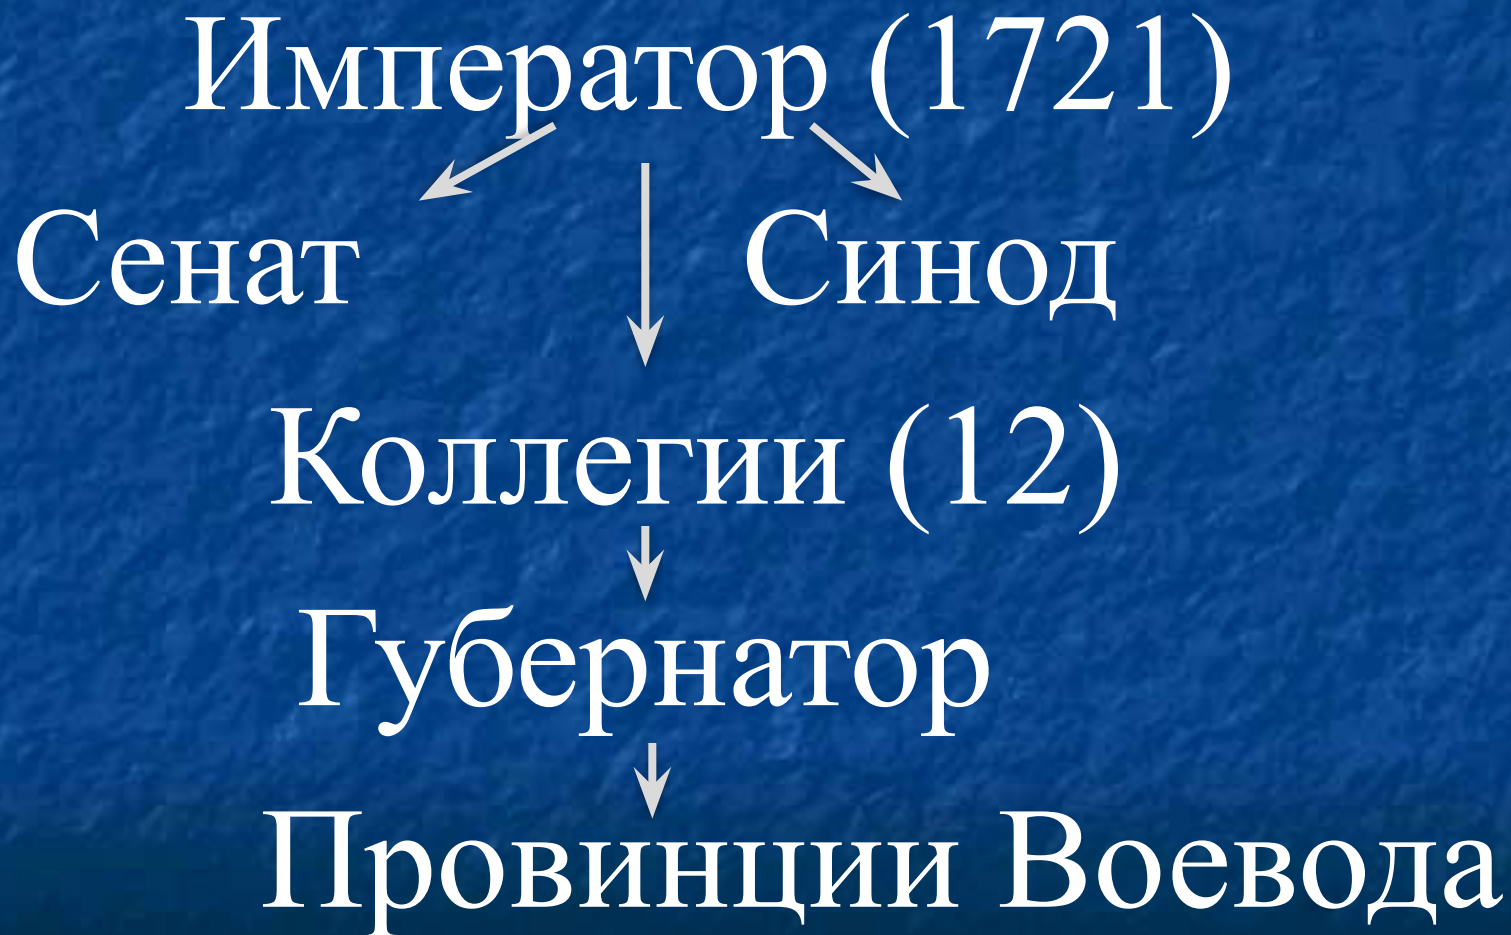 Император (1721)
Сенат Синод
Коллегии (12)
Губернатор
Провинции Воевода